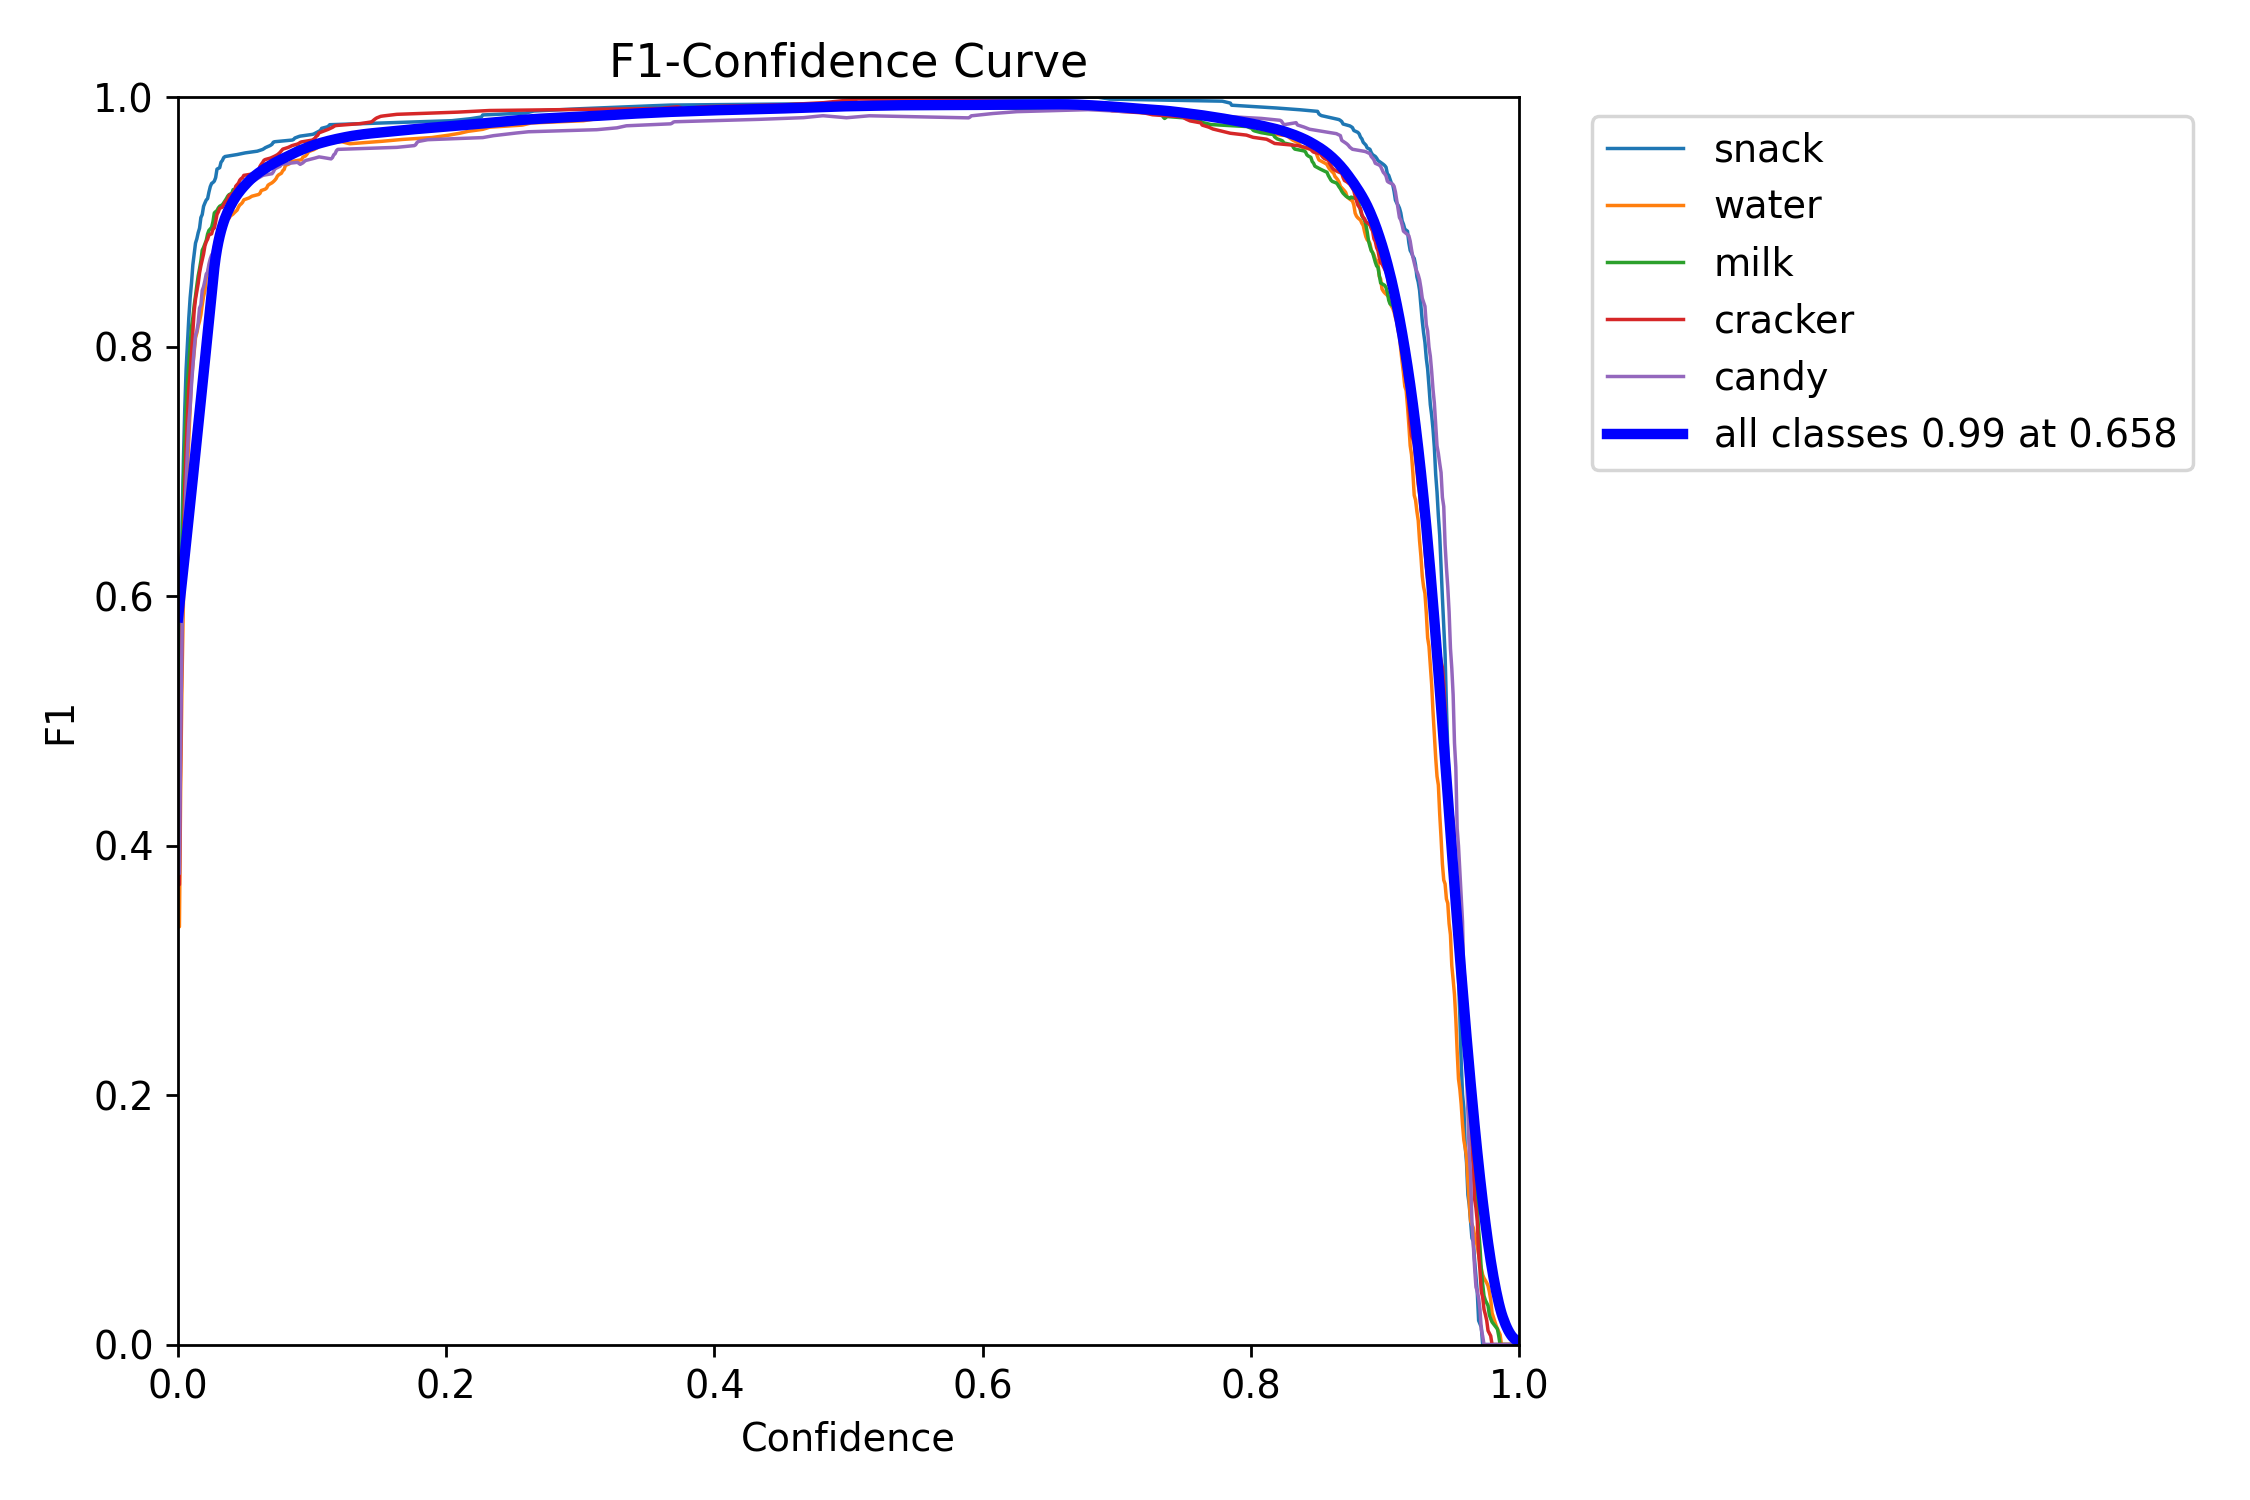 F1-Confidence Curve
1.0
0.8
0.6
0.4
0.2
0.0
F1
0.0 0.2 0.4 0.6 0.8 1.0
Confidence
snack
water
milk
cracker
candy
all classes 0.99 at 0.658